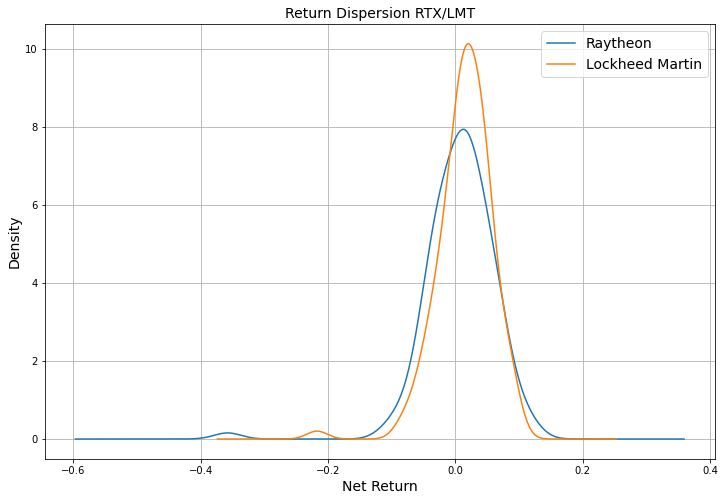 Return Dispersion RTX/LMT
Raytheon
Lockheed Martin
Density
10
8
6
4
2
0
−0.6
−0.4
−0.2
0.0
0.2
0.4
Net Return